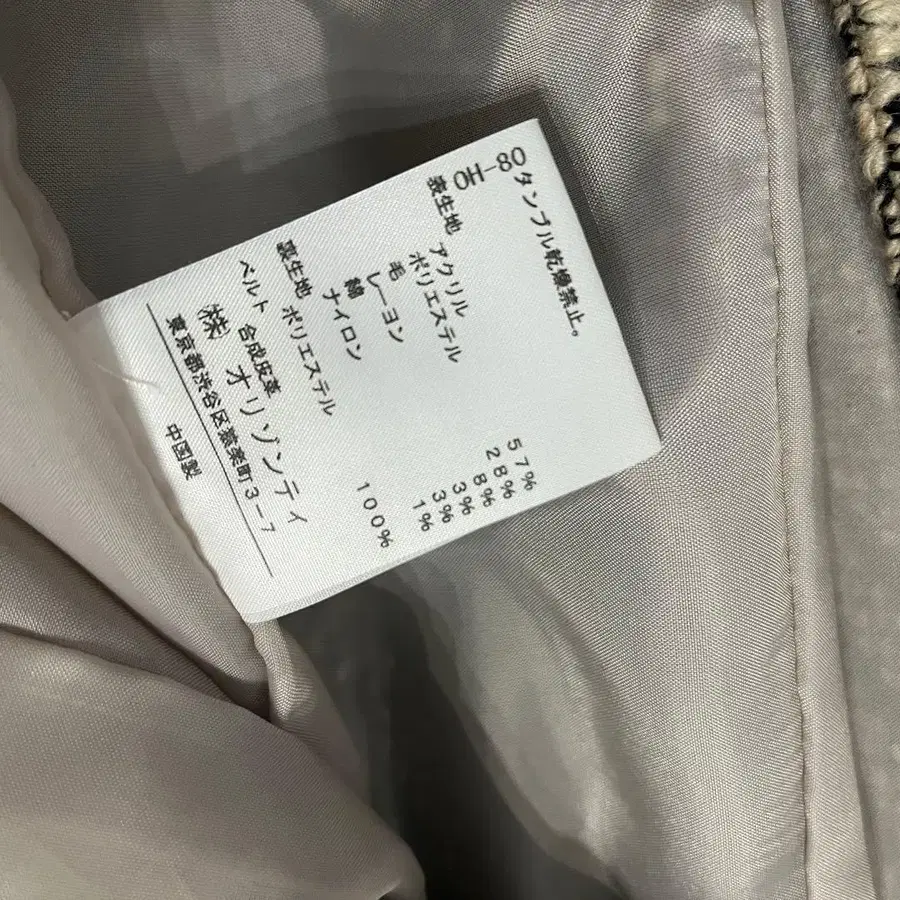 タンブル乾燥禁止。
OH-80
表生地 アクリル 57%
ポリエステル 28%
毛 8%
レーヨン 3%
綿 3%
ナイロン 1%
裏生地 ポリエステル 100%
ベルト 合成皮革
(株) オリゾンティ
東京都渋谷区猿楽町3-7
中国製